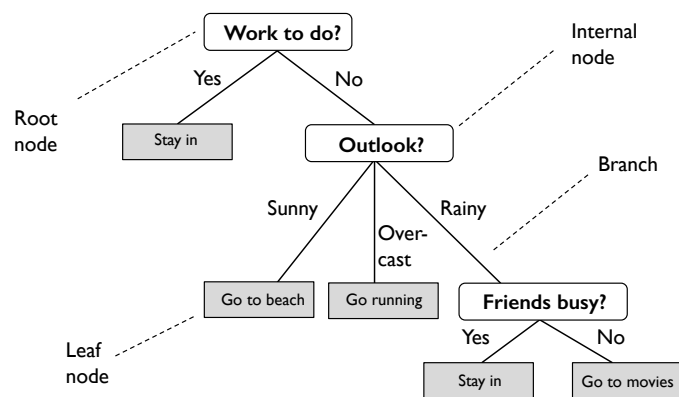 Work to do?
Internal
node
Yes
No
Root
node
Stay in
Outlook?
Branch
Sunny
Rainy
Over-
cast
Go to beach
Go running
Friends busy?
Yes
No
Leaf
node
Stay in
Go to movies